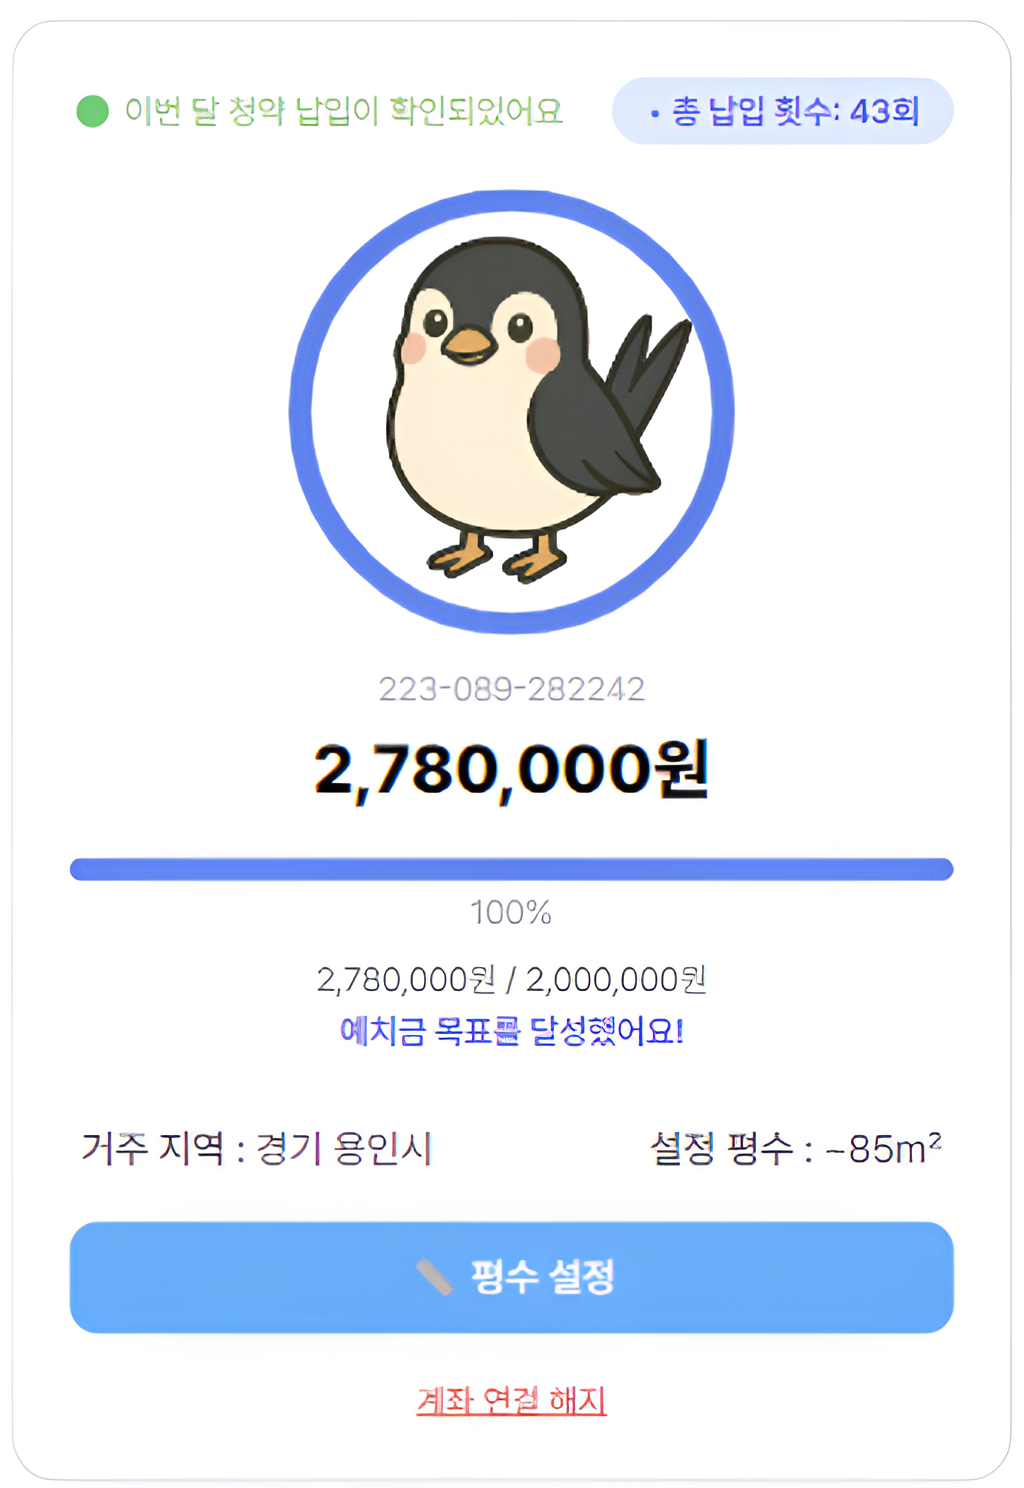 이번 달 청약 납입이 확인되었어요
• 총 납입 횟수: 43회
223-089-282242
2,780,000원
100%
2,780,000원 / 2,000,000원
예치금 목표를 달성했어요!
거주 지역 : 경기 용인시
설정 평수 : ~85m²
평수 설정
계좌 연결 해지